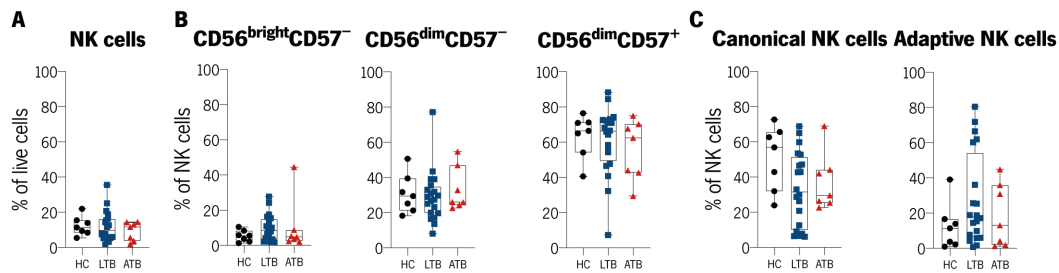 A
NK cells
% of live cells
100
80
60
40
20
0
HC LTB ATB
B
CD56brightCD57−
% of NK cells
100
80
60
40
20
0
HC LTB ATB
CD56dimCD57−
100
80
60
40
20
0
HC LTB ATB
CD56dimCD57+
100
80
60
40
20
0
HC LTB ATB
C
Canonical NK cells
% of NK cells
100
80
60
40
20
0
HC LTB ATB
Adaptive NK cells
100
80
60
40
20
0
HC LTB ATB